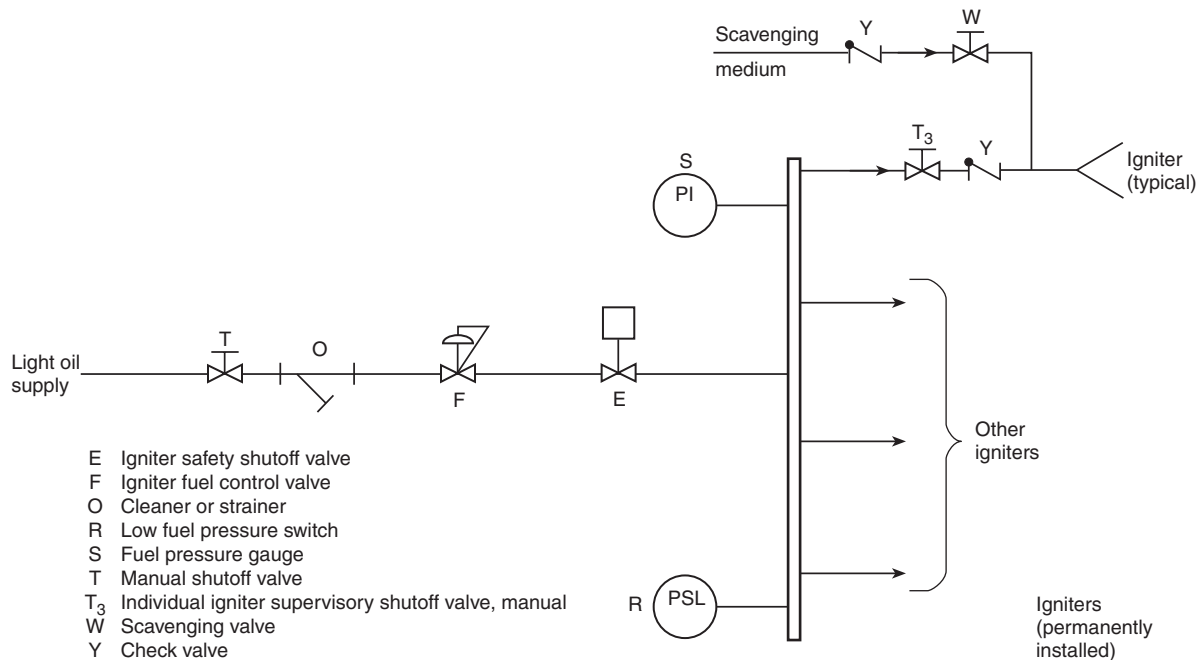 W
Y
Scavenging
medium
T3
Y
S
PI
Igniter
(typical)
T
O
Light oil
supply
F
E
Other
igniters
E Igniter safety shutoff valve
F Igniter fuel control valve
O Cleaner or strainer
R Low fuel pressure switch
S Fuel pressure gauge
T Manual shutoff valve
T3 Individual igniter supervisory shutoff valve, manual
W Scavenging valve
Y Check valve
R
PSL
Igniters
(permanently
installed)